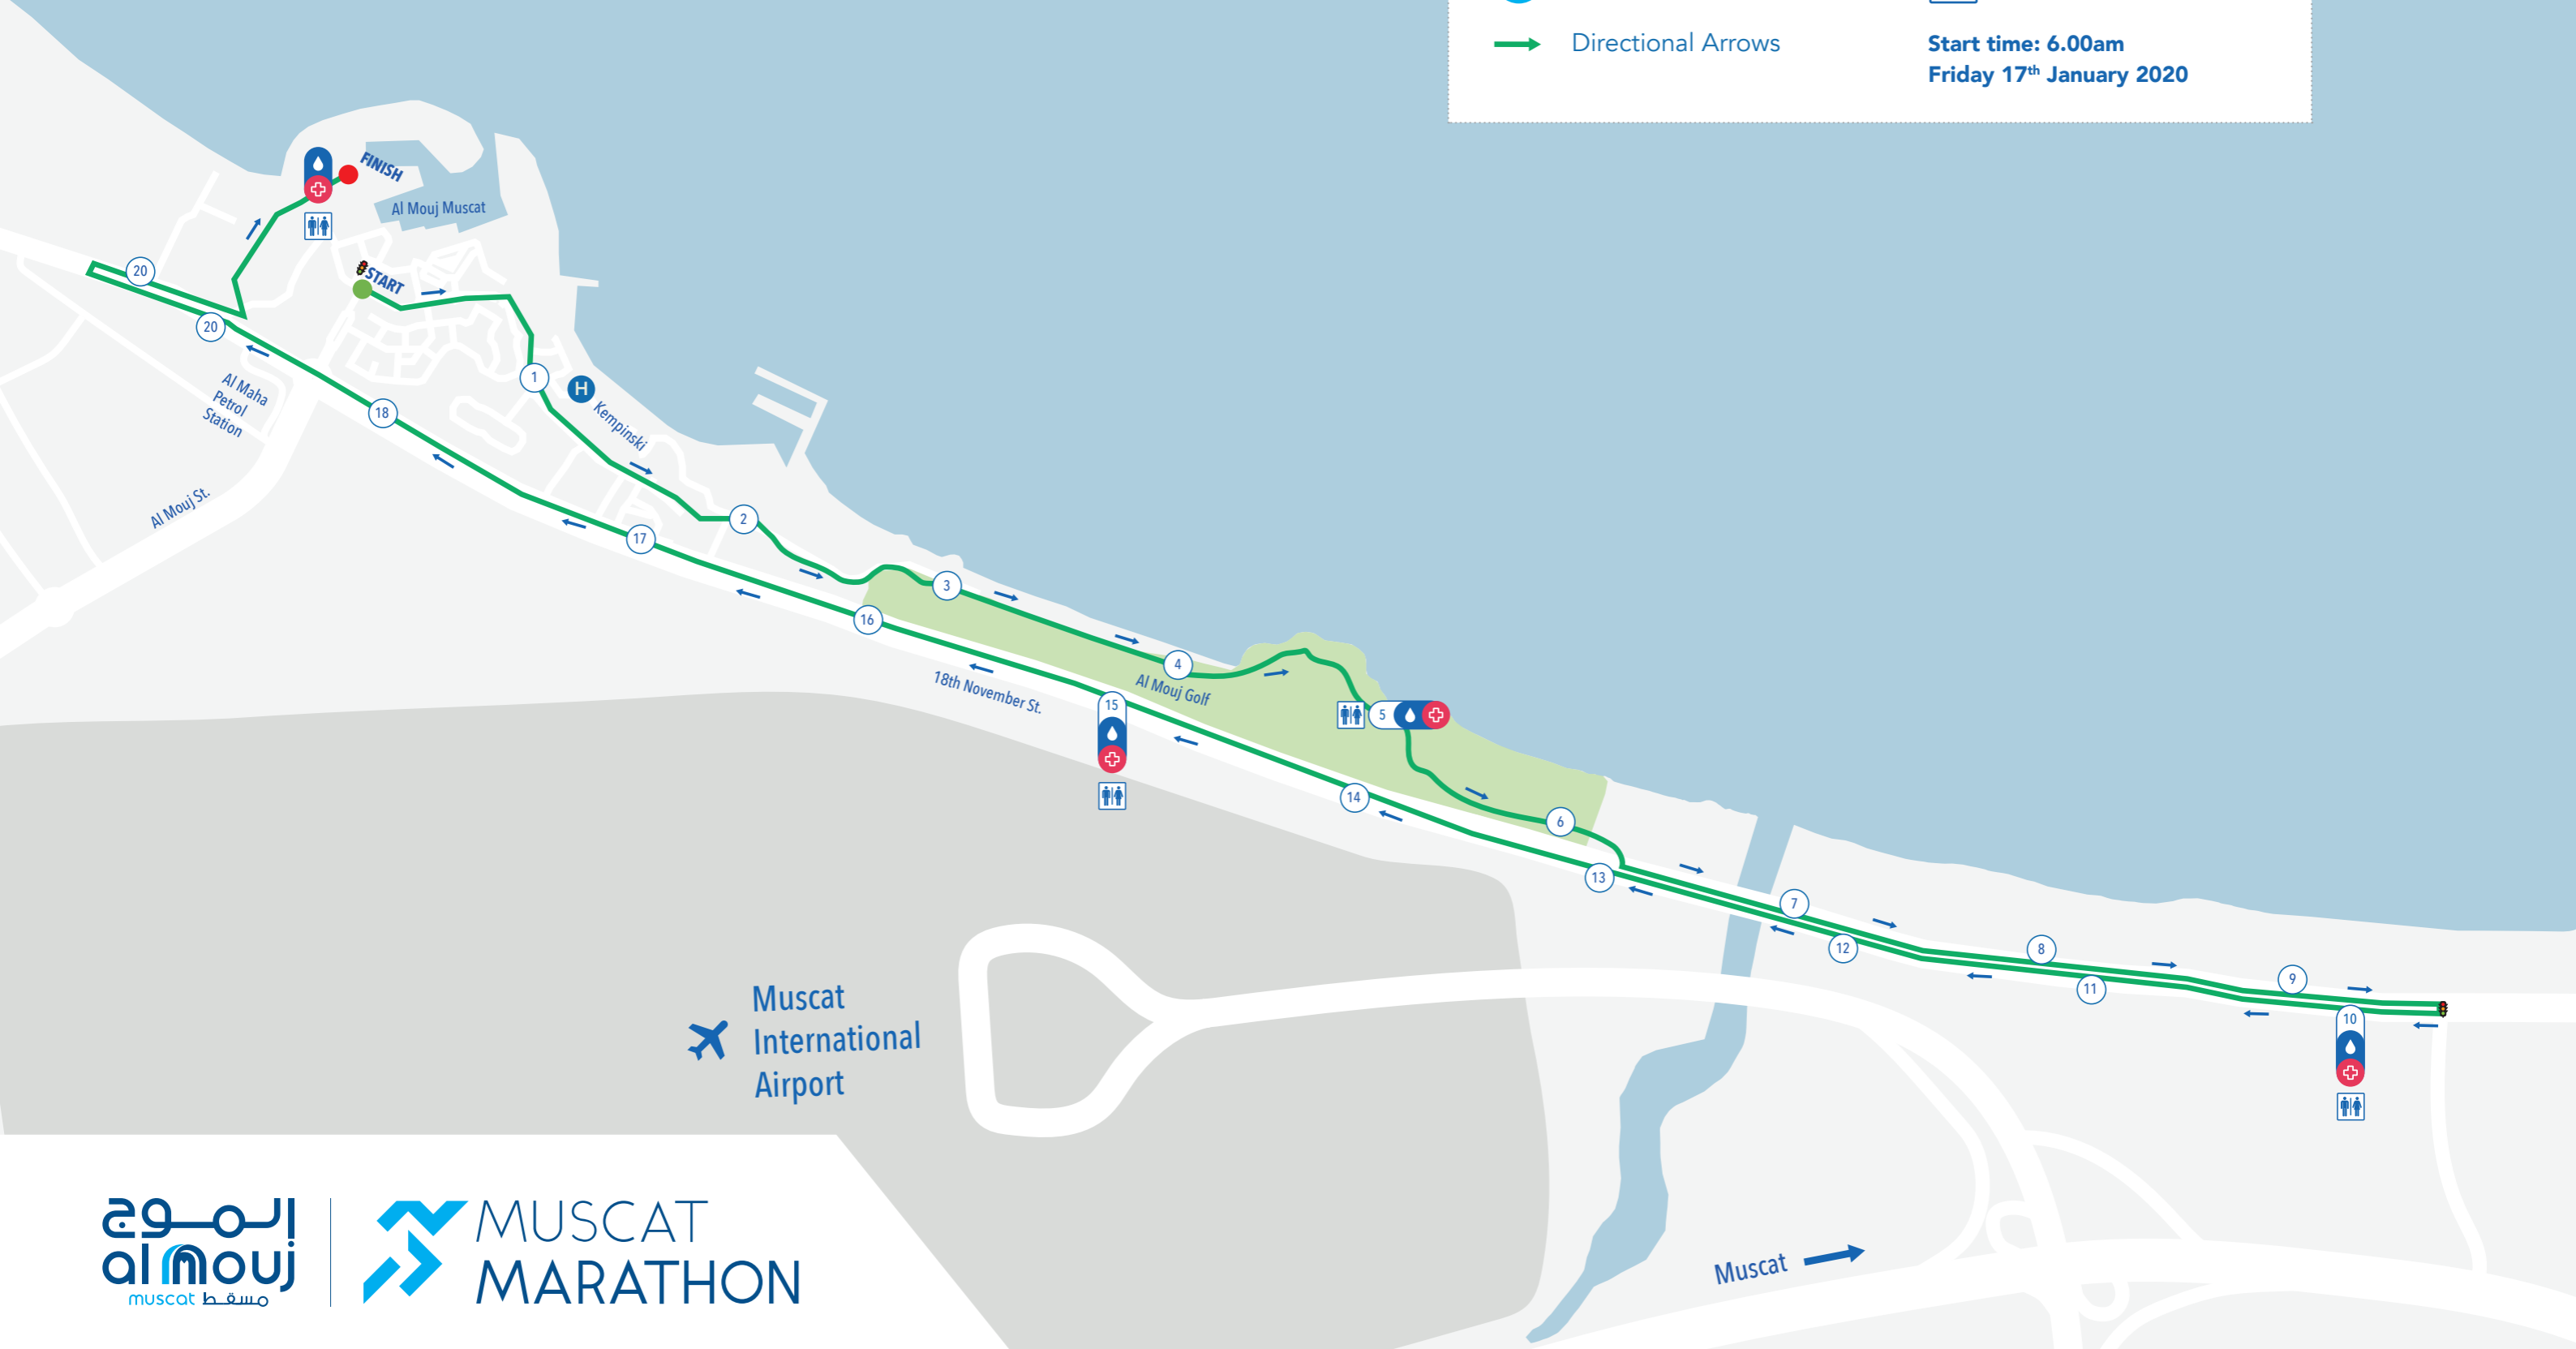 Directional Arrows
Start time: 6.00am
Friday 17th January 2020
FINISH
Al Mouj Muscat
START
20
20
Al Maha
Petrol
Station
18
1
H
Kempinski
Al Mouj St.
17
2
3
16
4
18th November St.
Al Mouj Golf
15
5
14
6
13
7
12
8
11
9
10
Muscat
International
Airport
Muscat
الموج
almouj
muscat مسقط
MUSCAT
MARATHON